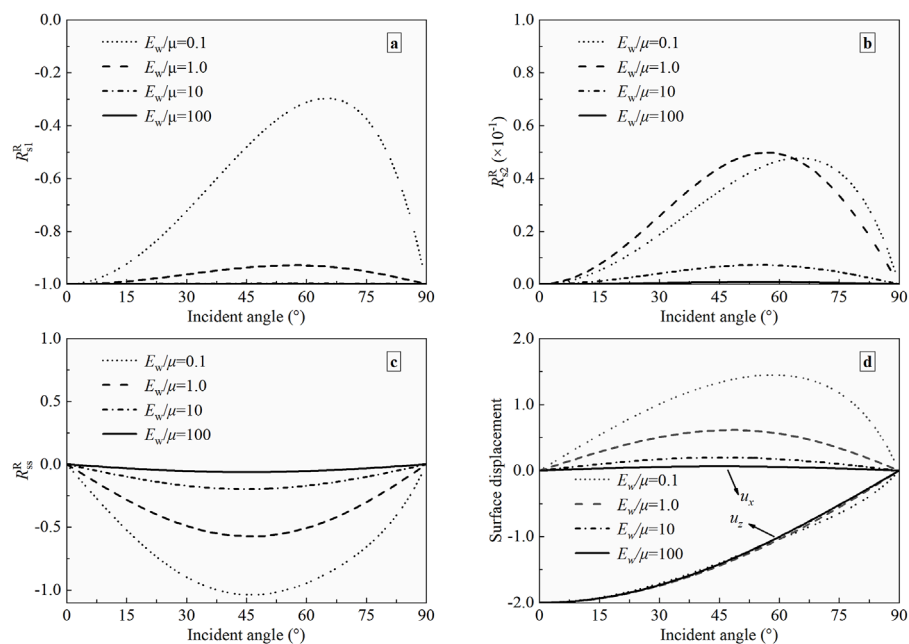 a
R^R_s1
0.0
-0.2
-0.4
-0.6
-0.8
-1.0
E_w/μ=0.1
E_w/μ=1.0
E_w/μ=10
E_w/μ=100
0 15 30 45 60 75 90
Incident angle (°)
b
R^R_s2 (×10^-1)
1.0
0.8
0.6
0.4
0.2
0.0
E_w/μ=0.1
E_w/μ=1.0
E_w/μ=10
E_w/μ=100
0 15 30 45 60 75 90
Incident angle (°)
c
R^R_ss
1.0
0.5
0.0
-0.5
-1.0
E_w/μ=0.1
E_w/μ=1.0
E_w/μ=10
E_w/μ=100
0 15 30 45 60 75 90
Incident angle (°)
d
Surface displacement
2.0
1.0
0.0
-1.0
-2.0
E_w/μ=0.1
E_w/μ=1.0
E_w/μ=10
E_w/μ=100
u_x
u_z
0 15 30 45 60 75 90
Incident angle (°)